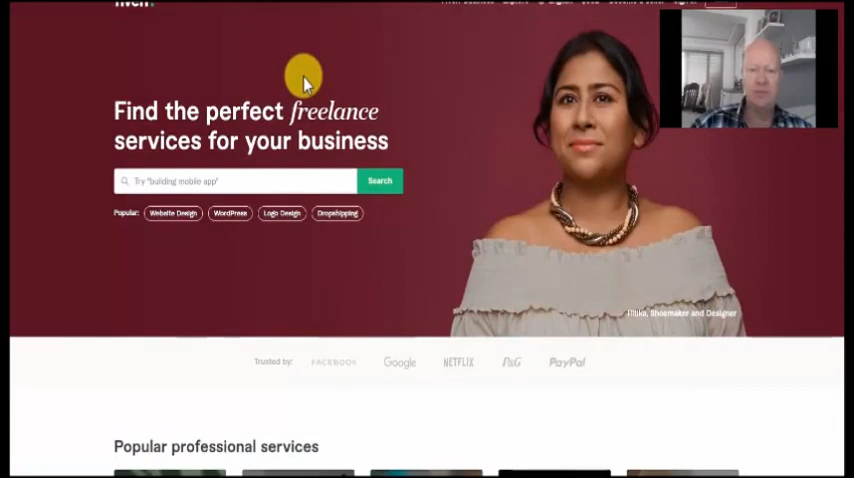 Find the perfect freelance
services for your business
Try "building mobile app"
Search
Popular: Website Design WordPress Logo Design Dropshipping
Ritika, Shoemaker and Designer
Trusted by: FACEBOOK Google NETFLIX P&G PayPal
Popular professional services